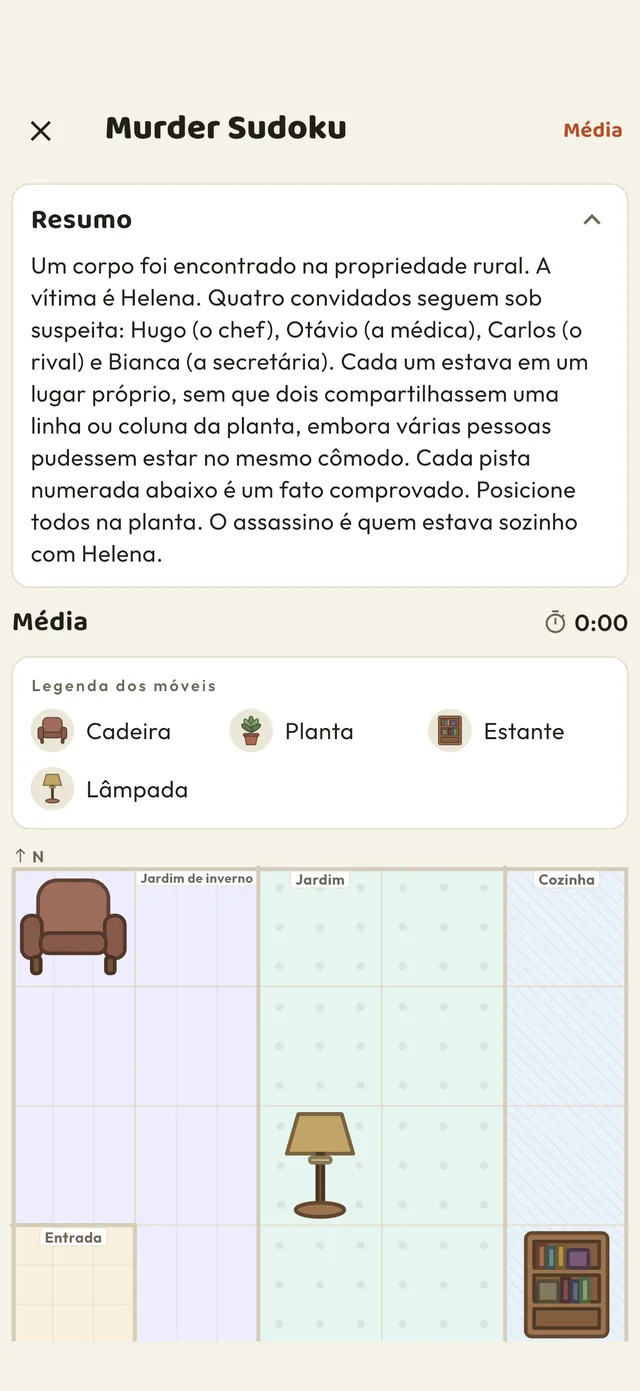 Murder Sudoku
Média
Resumo
Um corpo foi encontrado na propriedade rural. A
vítima é Helena. Quatro convidados seguem sob
suspeita: Hugo (o chef), Otávio (a médica), Carlos (o
rival) e Bianca (a secretária). Cada um estava em um
lugar próprio, sem que dois compartilhassem uma
linha ou coluna da planta, embora várias pessoas
pudessem estar no mesmo cômodo. Cada pista
numerada abaixo é um fato comprovado. Posicione
todos na planta. O assassino é quem estava sozinho
com Helena.
Média
0:00
Legenda dos móveis
Cadeira
Planta
Estante
Lâmpada
↑ N
Jardim de inverno
Jardim
Cozinha
Entrada